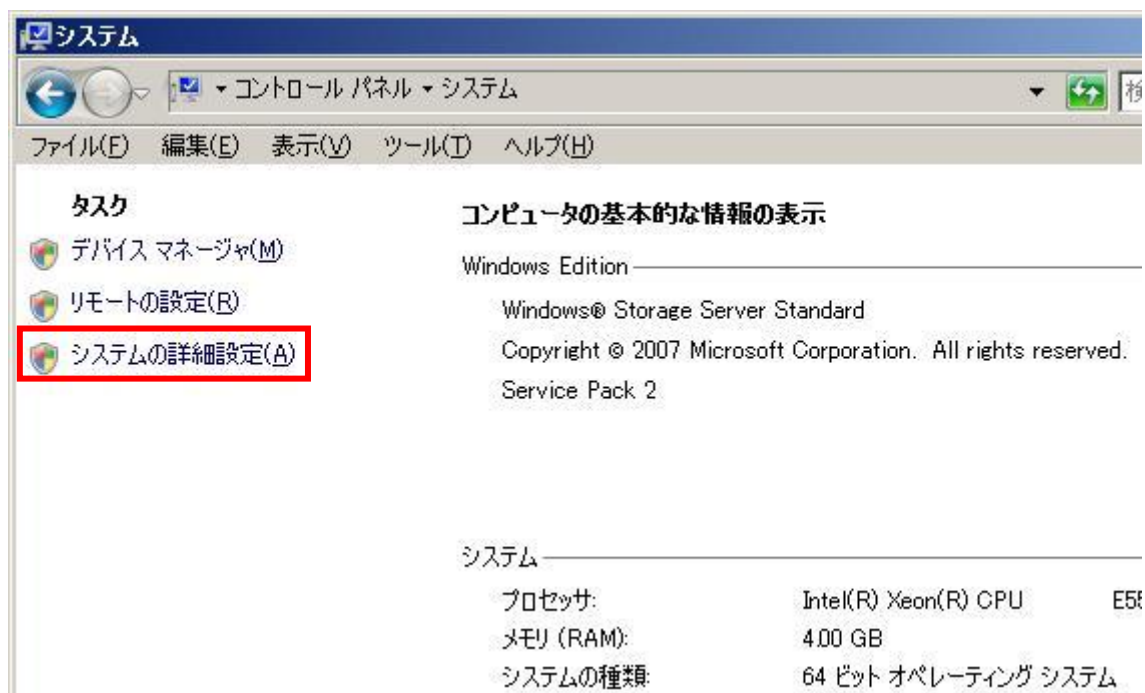 システム
コントロール パネル システム
ファイル(F) 編集(E) 表示(V) ツール(T) ヘルプ(H)
タスク
デバイス マネージャ(M)
リモートの設定(R)
システムの詳細設定(A)
コンピュータの基本的な情報の表示
Windows Edition
Windows® Storage Server Standard
Copyright © 2007 Microsoft Corporation. All rights reserved.
Service Pack 2
システム
プロセッサ: Intel(R) Xeon(R) CPU
メモリ (RAM): 4.00 GB
システムの種類: 64 ビット オペレーティング システム